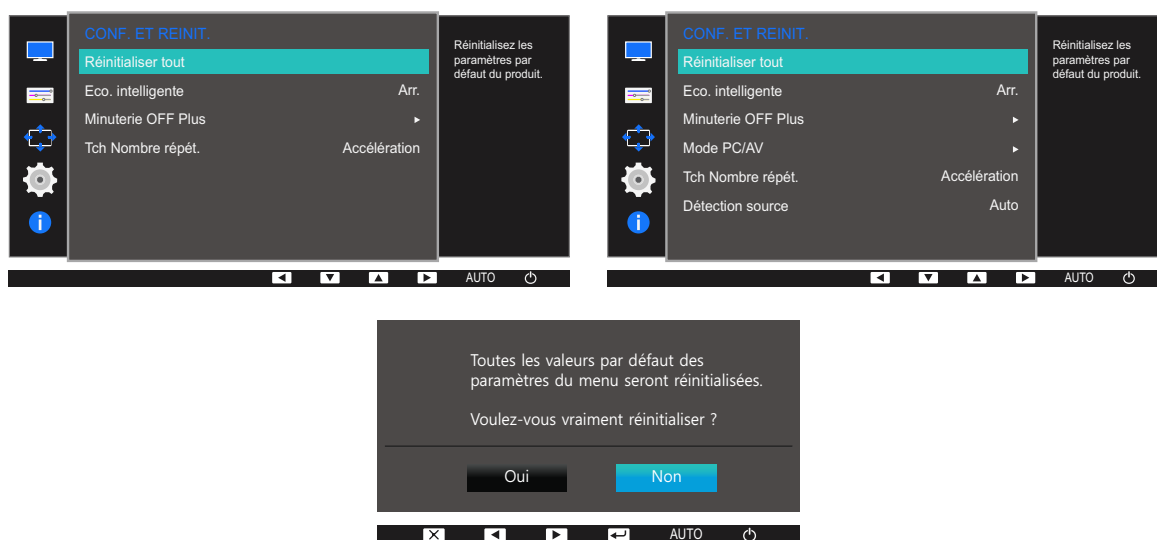 CONF. ET REINIT.
Réinitialiser tout
Eco. intelligente Arr.
Minuterie OFF Plus
Tch Nombre répét. Accélération
Réinitialisez les
paramètres par
défaut du produit.
AUTO
CONF. ET REINIT.
Réinitialiser tout
Eco. intelligente Arr.
Minuterie OFF Plus
Mode PC/AV
Tch Nombre répét. Accélération
Détection source Auto
Réinitialisez les
paramètres par
défaut du produit.
AUTO
Toutes les valeurs par défaut des
paramètres du menu seront réinitialisées.
Voulez-vous vraiment réinitialiser ?
Oui Non
AUTO